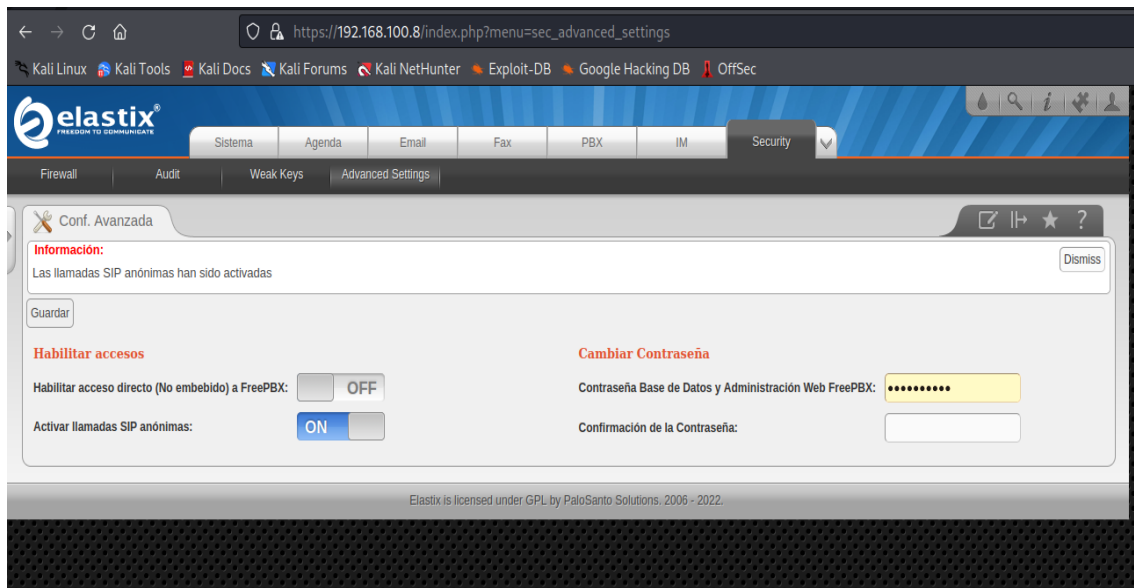 https://192.168.100.8/index.php?menu=sec_advanced_settings
Kali Linux Kali Tools Kali Docs Kali Forums Kali NetHunter Exploit-DB Google Hacking DB OffSec
elastix®
FREEDOM TO COMMUNICATE
Sistema Agenda Email Fax PBX IM Security
Firewall Audit Weak Keys Advanced Settings
Conf. Avanzada
Información:
Las llamadas SIP anónimas han sido activadas
Dismiss
Guardar
Habilitar accesos
Habilitar acceso directo (No embebido) a FreePBX: OFF
Activar llamadas SIP anónimas: ON
Cambiar Contraseña
Contraseña Base de Datos y Administración Web FreePBX: ••••••••••
Confirmación de la Contraseña:
Elastix is licensed under GPL by PaloSanto Solutions. 2006 - 2022.